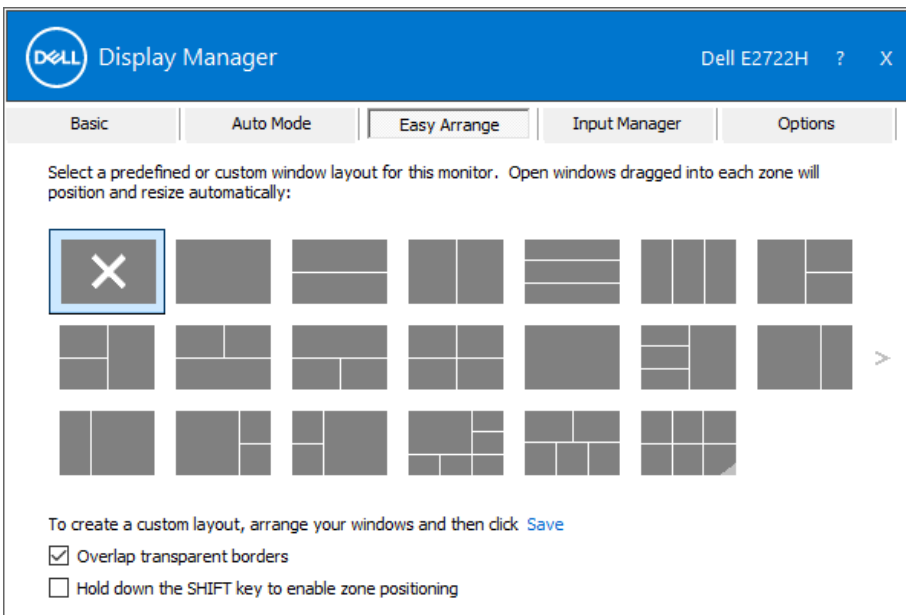 DELL Display Manager Dell E2722H ? X
Basic Auto Mode Easy Arrange Input Manager Options
Select a predefined or custom window layout for this monitor. Open windows dragged into each zone will
position and resize automatically:
>
To create a custom layout, arrange your windows and then click Save
Overlap transparent borders
Hold down the SHIFT key to enable zone positioning